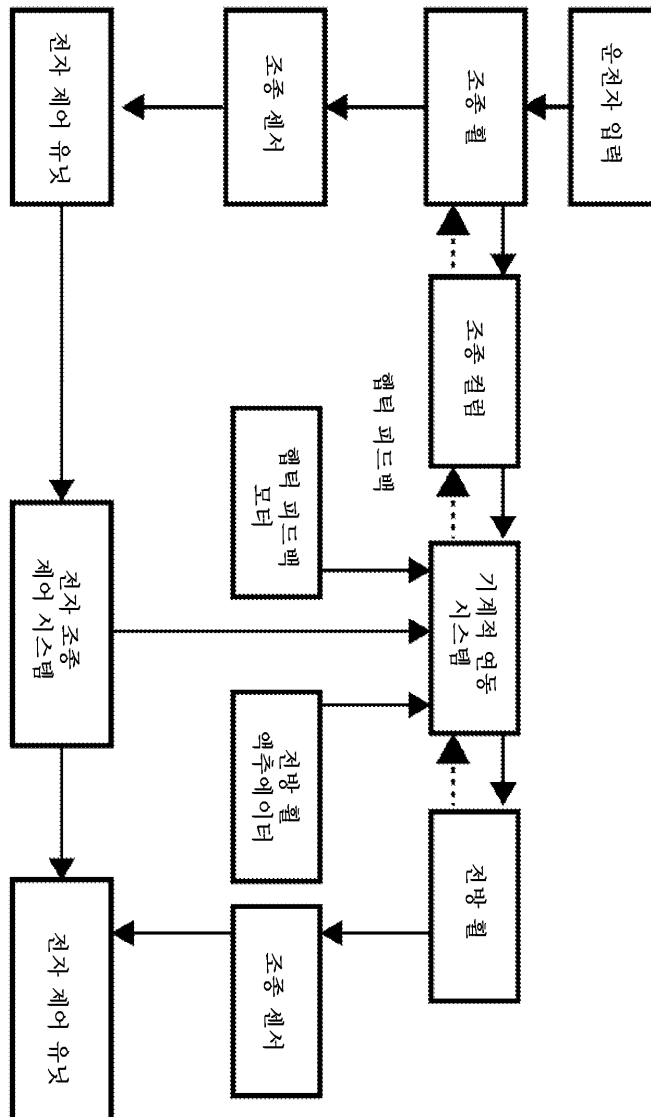 운전자 입력
조종 휠
조종 컬럼
기계적 연동
시스템
전방 휠
햅틱 피드백
조종 센서
햅틱 피드백
모터
전방 휠
액추에이터
조종 센서
전자 제어 유닛
전자 조종
제어 시스템
전자 제어 유닛